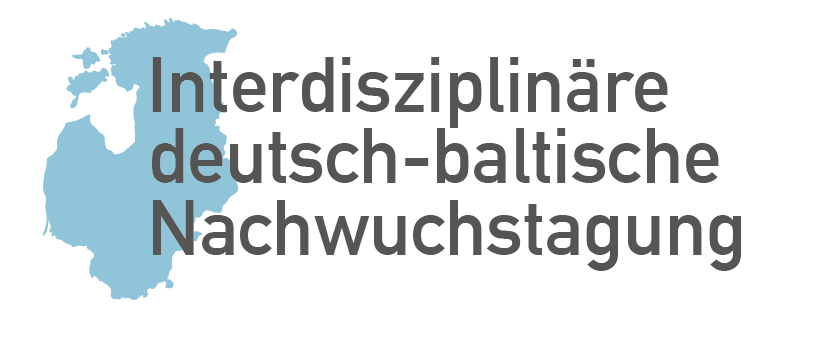 Interdisziplinäre
deutsch-baltische
Nachwuchstagung